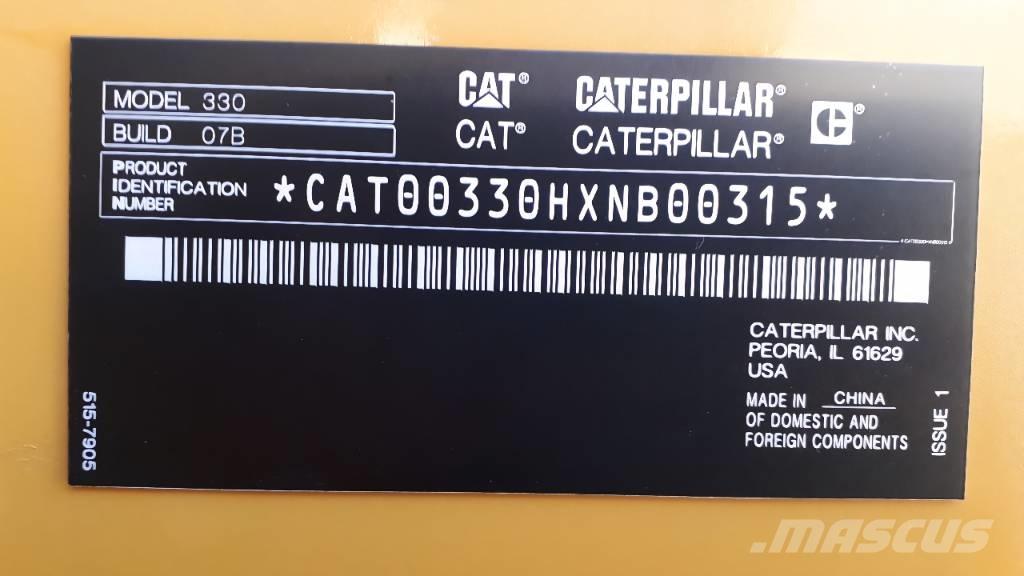 MODEL 330
BUILD 07B
CAT® CATERPILLAR® C®
CAT® CATERPILLAR®
PRODUCT
IDENTIFICATION
NUMBER
*CAT00330HXNB00315*
CATERPILLAR INC.
PEORIA, IL 61629
USA
MADE IN CHINA
OF DOMESTIC AND
FOREIGN COMPONENTS
ISSUE 1
515-7905
.MASCUS